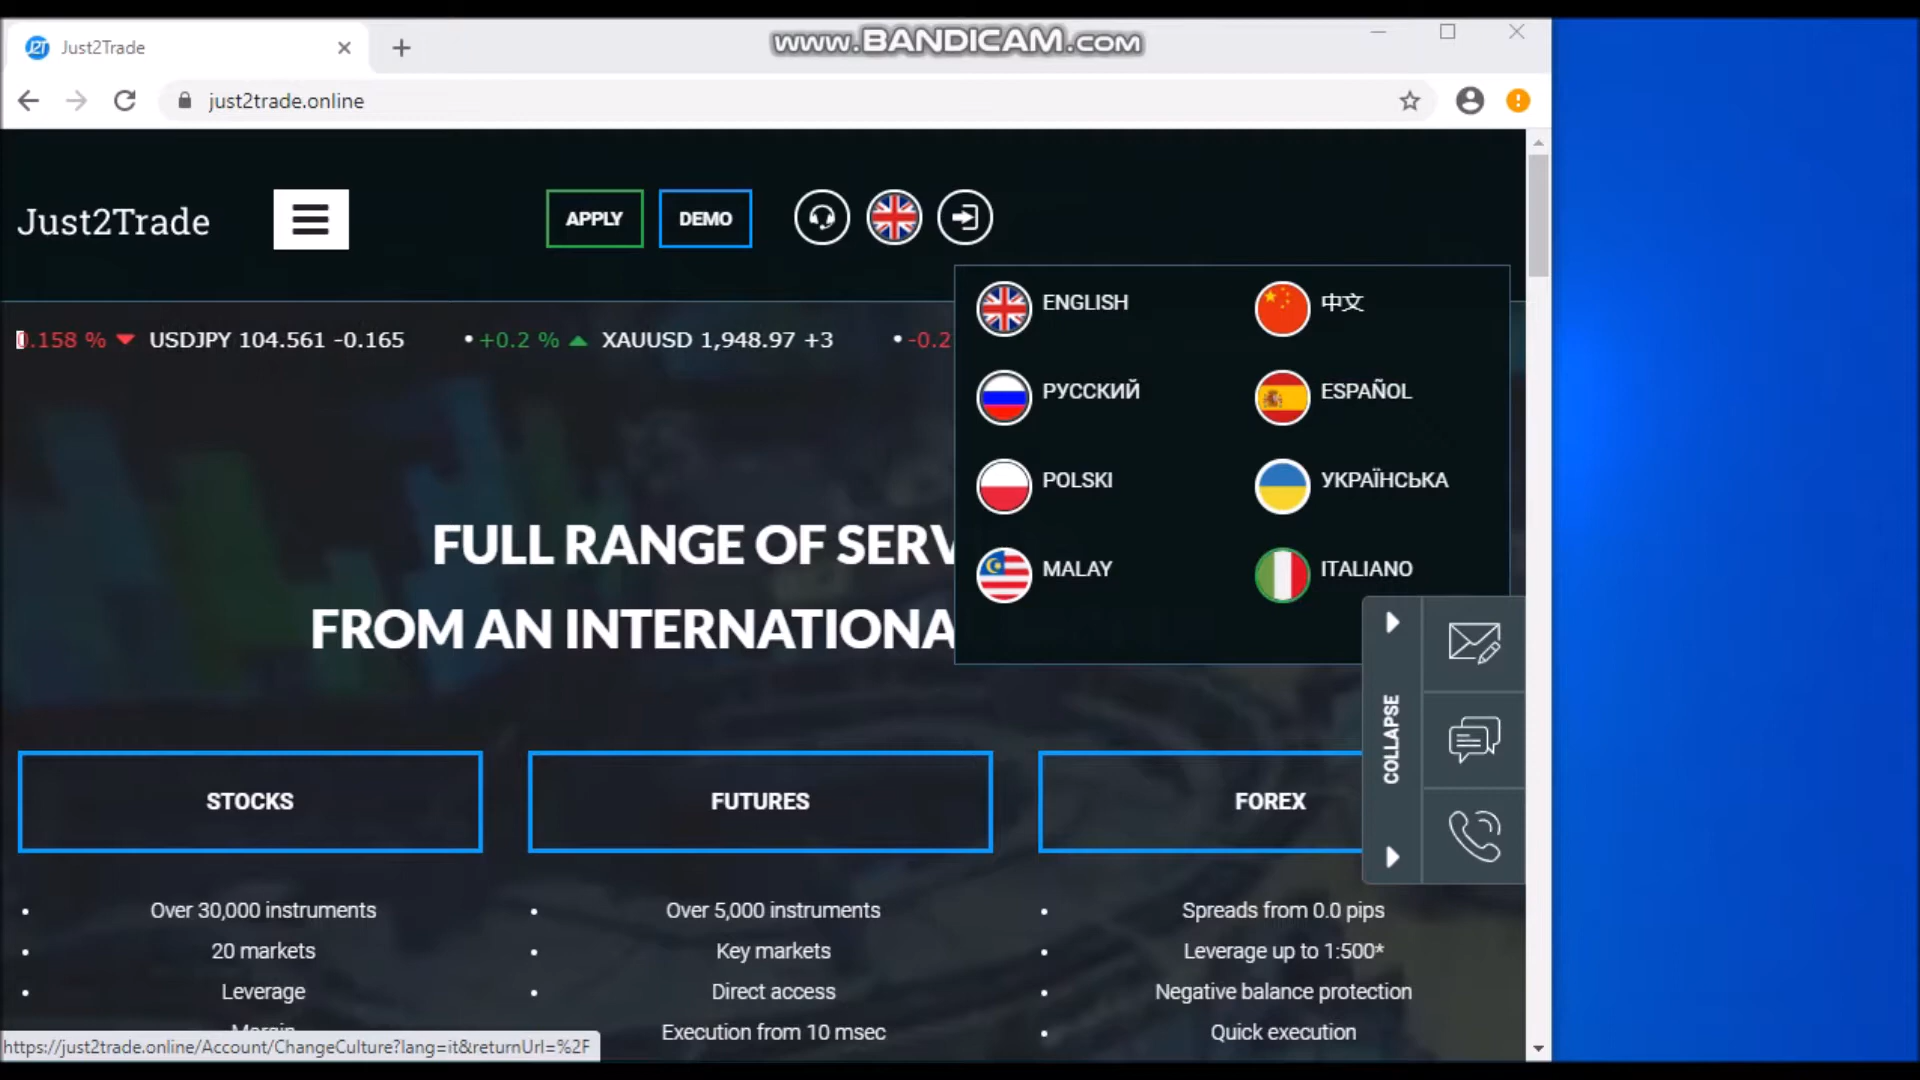 Just2Trade
www.BANDICAM.com
just2trade.online
Just2Trade
APPLY
DEMO
0.158 % USDJPY 104.561 -0.165 •+0.2 % XAUUSD 1,948.97 +3 • -0.2
ENGLISH
中文
РУССКИЙ
ESPAÑOL
POLSKI
УКРАЇНСЬКА
MALAY
ITALIANO
FULL RANGE OF SERV
FROM AN INTERNATIONA
COLLAPSE
STOCKS
FUTURES
FOREX
• Over 30,000 instruments
• 20 markets
• Leverage
Margin
• Over 5,000 instruments
• Key markets
• Direct access
Execution from 10 msec
• Spreads from 0.0 pips
• Leverage up to 1:500*
• Negative balance protection
• Quick execution
https://just2trade.online/Account/ChangeCulture?lang=it&returnUrl=%2F